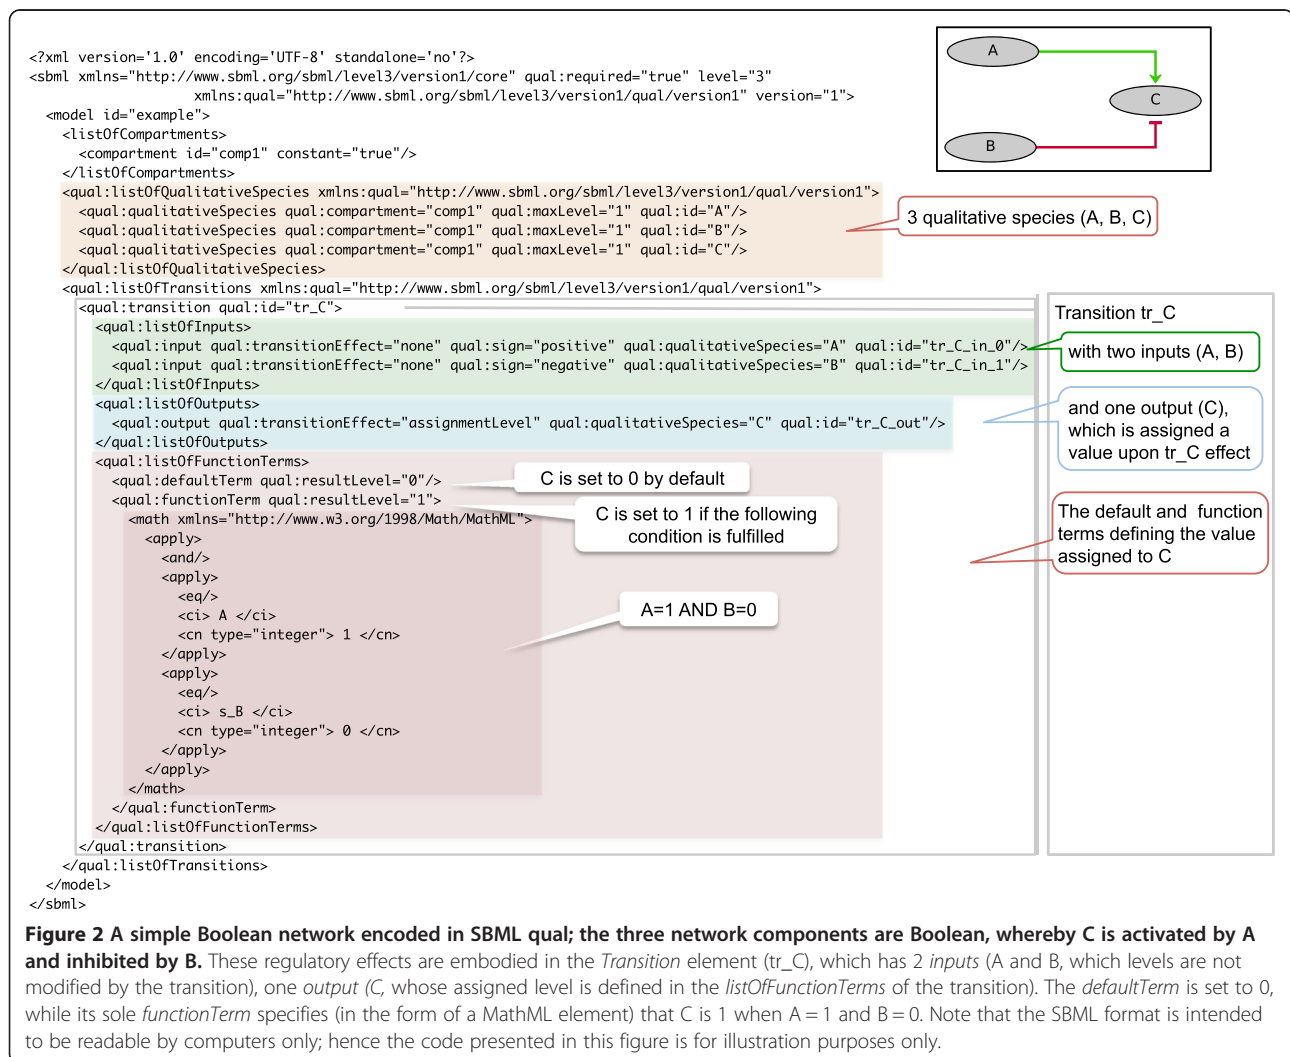 <?xml version='1.0' encoding='UTF-8' standalone='no'?>
<sbml xmlns="http://www.sbml.org/sbml/level3/version1/core" qual:required="true" level="3"
xmlns:qual="http://www.sbml.org/sbml/level3/version1/qual/version1" version="1">
<model id="example">
<listOfCompartments>
<compartment id="comp1" constant="true"/>
</listOfCompartments>
<qual:listOfQualitativeSpecies xmlns:qual="http://www.sbml.org/sbml/level3/version1/qual/version1">
<qual:qualitativeSpecies qual:compartment="comp1" qual:maxLevel="1" qual:id="A"/>
<qual:qualitativeSpecies qual:compartment="comp1" qual:maxLevel="1" qual:id="B"/>
<qual:qualitativeSpecies qual:compartment="comp1" qual:maxLevel="1" qual:id="C"/>
</qual:listOfQualitativeSpecies>
<qual:listOfTransitions xmlns:qual="http://www.sbml.org/sbml/level3/version1/qual/version1">
<qual:transition qual:id="tr_C">
<qual:listOfInputs>
<qual:input qual:transitionEffect="none" qual:sign="positive" qual:qualitativeSpecies="A" qual:id="tr_C_in_0"/>
<qual:input qual:transitionEffect="none" qual:sign="negative" qual:qualitativeSpecies="B" qual:id="tr_C_in_1"/>
</qual:listOfInputs>
<qual:listOfOutputs>
<qual:output qual:transitionEffect="assignmentLevel" qual:qualitativeSpecies="C" qual:id="tr_C_out"/>
</qual:listOfOutputs>
<qual:listOfFunctionTerms>
<qual:defaultTerm qual:resultLevel="0"/>
<qual:functionTerm qual:resultLevel="1">
<math xmlns="http://www.w3.org/1998/Math/MathML">
<apply>
<and/>
<apply>
<eq/>
<ci> A </ci>
<cn type="integer"> 1 </cn>
</apply>
<apply>
<eq/>
<ci> s_B </ci>
<cn type="integer"> 0 </cn>
</apply>
</apply>
</math>
</qual:functionTerm>
</qual:listOfFunctionTerms>
</qual:transition>
</qual:listOfTransitions>
</model>
</sbml>
A
C
B
3 qualitative species (A, B, C)
Transition tr_C
with two inputs (A, B)
and one output (C),
which is assigned a
value upon tr_C effect
C is set to 0 by default
C is set to 1 if the following
condition is fulfilled
The default and function
terms defining the value
assigned to C
A=1 AND B=0
Figure 2 A simple Boolean network encoded in SBML qual; the three network components are Boolean, whereby C is activated by A
and inhibited by B. These regulatory effects are embodied in the Transition element (tr_C), which has 2 inputs (A and B, which levels are not
modified by the transition), one output (C, whose assigned level is defined in the listOfFunctionTerms of the transition). The defaultTerm is set to 0,
while its sole functionTerm specifies (in the form of a MathML element) that C is 1 when A = 1 and B = 0. Note that the SBML format is intended
to be readable by computers only; hence the code presented in this figure is for illustration purposes only.